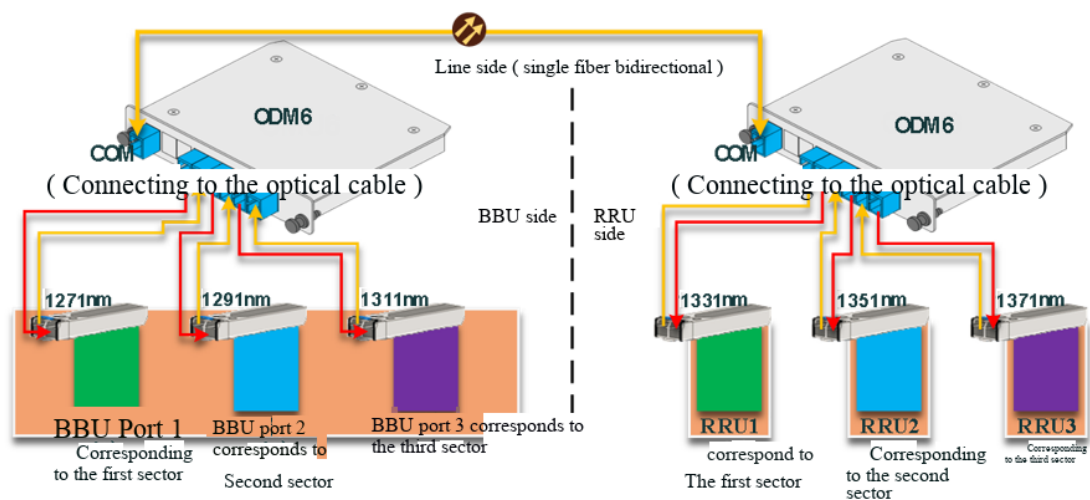 Line side ( single fiber bidirectional )
ODM6
COM
( Connecting to the optical cable )
ODM6
COM
( Connecting to the optical cable )
BBU side
RRU
side
1271nm
1291nm
1311nm
1331nm
1351nm
1371nm
BBU Port 1
Corresponding
to the first sector
BBU port 2
corresponds to
Second sector
BBU port 3 corresponds to
the third sector
RRU1
correspond to
The first sector
RRU2
Corresponding
to the second
sector
RRU3
Corresponding
to the third sector